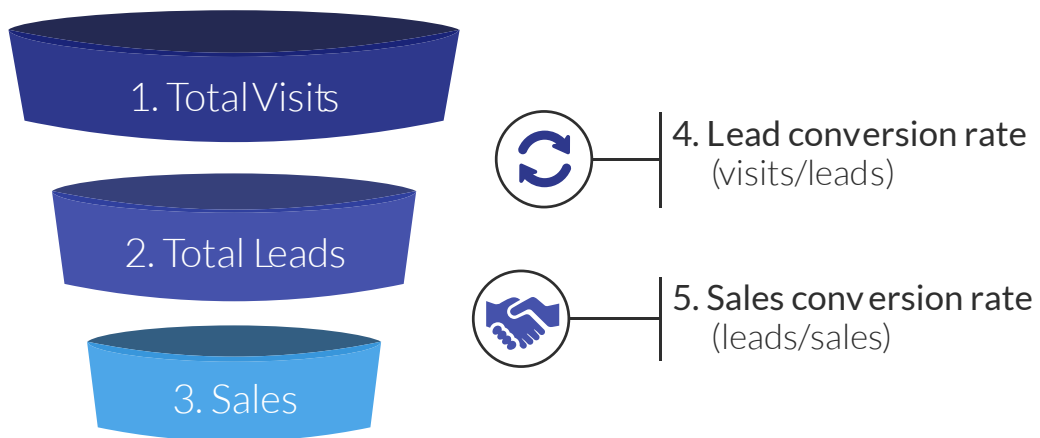 1. Total Visits
4. Lead conversion rate
(visits/leads)
2. Total Leads
5. Sales conversion rate
(leads/sales)
3. Sales